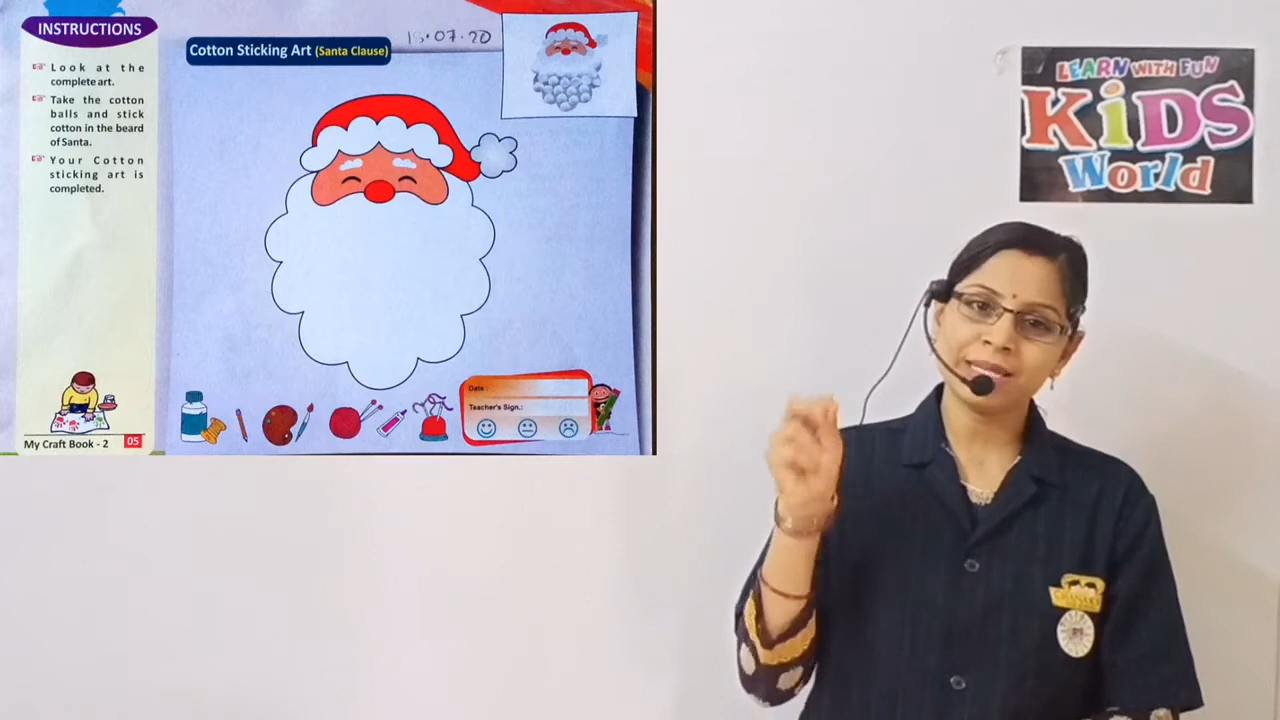 INSTRUCTIONS
Look at the
complete art.
Take the cotton
balls and stick
cotton in the beard
of Santa.
Your Cotton
sticking art is
completed.
My Craft Book - 2 05
Cotton Sticking Art (Santa Clause)
15.07.20
Date :
Teacher's Sign.:
LEARN WITH FUN
KiDS
World